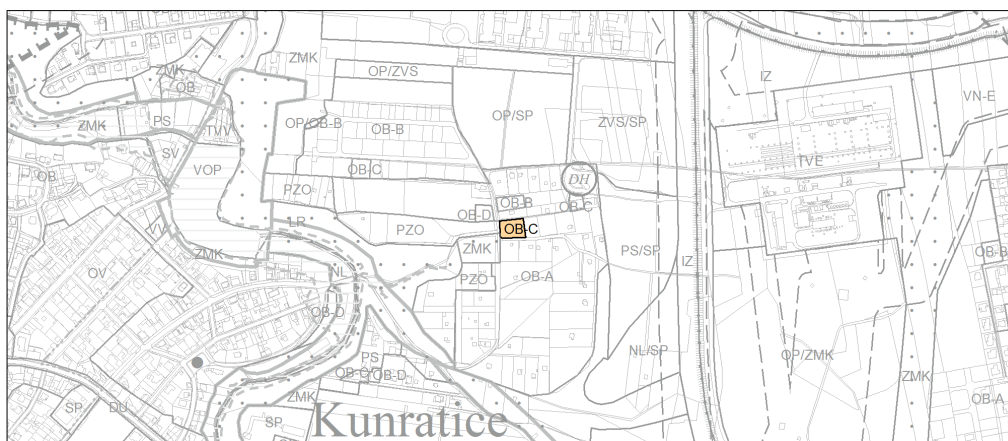 ZMK
ZMK
OP/ZVS
IZ
OB
VN-E
PS
ZMK
TVV
OP/OB-B
OB-B
OP/SP
ZVS/SP
SV
VOP
OB-C
TVE
OB
PZO
DH
OB-B
OB-D
OB-C
LR
PZO
OB-C
VV
ZMK
ZMK
PS/SP
IZ
OV
NL
PZO
OB-A
OB-B
OB-D
NL/SP
OP/ZMK
PS
OB-C
OB-D
ZMK
ZMK
SP
DU
SP
Kunratice
OB-A